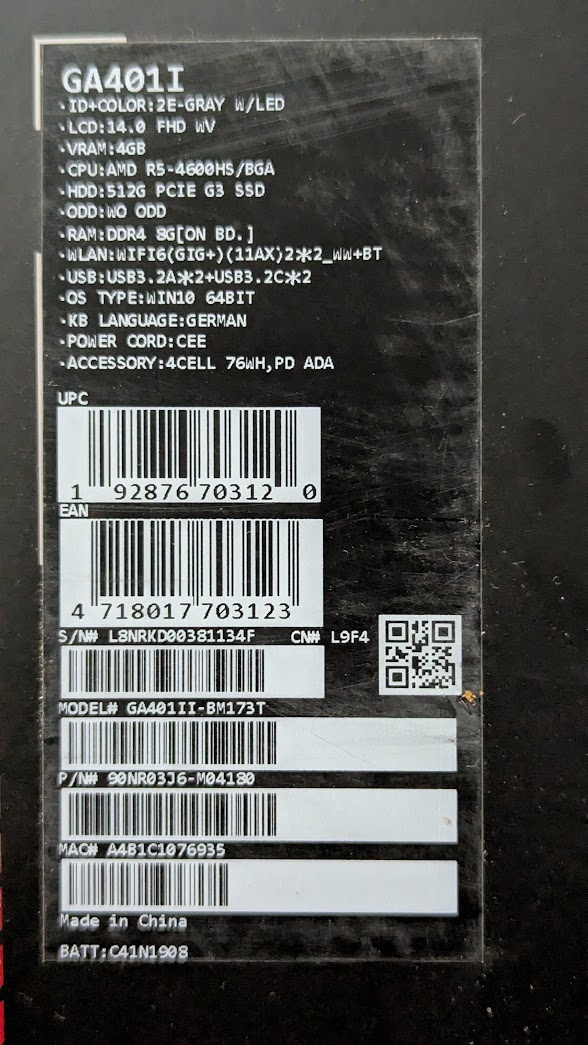 GA401I
·ID+COLOR:2E-GRAY W/LED
·LCD:14.0 FHD WV
·VRAM:4GB
·CPU:AMD R5-4600HS/BGA
·HDD:512G PCIE G3 SSD
·ODD:WO ODD
·RAM:DDR4 8G[ON BD.]
·WLAN:WIFI6(GIG+)(11AX)2*2_WW+BT
·USB:USB3.2A*2+USB3.2C*2
·OS TYPE:WIN10 64BIT
·KB LANGUAGE:GERMAN
·POWER CORD:CEE
·ACCESSORY:4CELL 76WH,PD ADA
UPC
1 92876 70312 0
EAN
4 718017 703123
S/N# L8NRKD00381134F CN# L9F4
MODEL# GA401II-BM173T
P/N# 90NR03J6-M04180
MAC# A4B1C1076935
Made in China
BATT:C41N1908